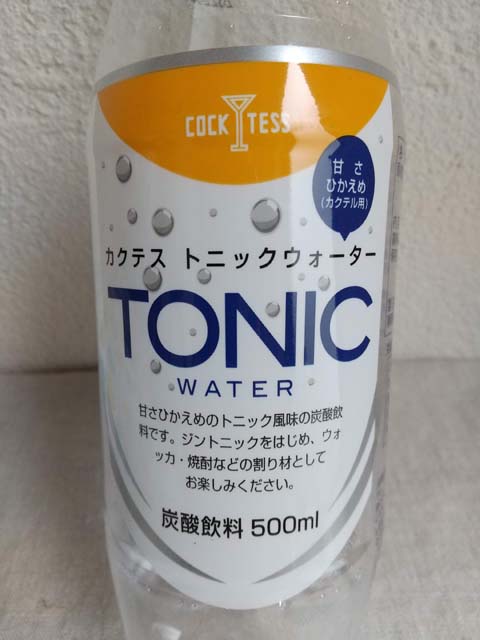 COCKTESS
甘さ
ひかえめ
(カクテル用)
カクテス トニックウォーター
TONIC
WATER
甘さひかえめのトニック風味の炭酸飲
料です。ジントニックをはじめ、ウォ
ッカ・焼酎などの割り材として
お楽しみください。
炭酸飲料 500ml